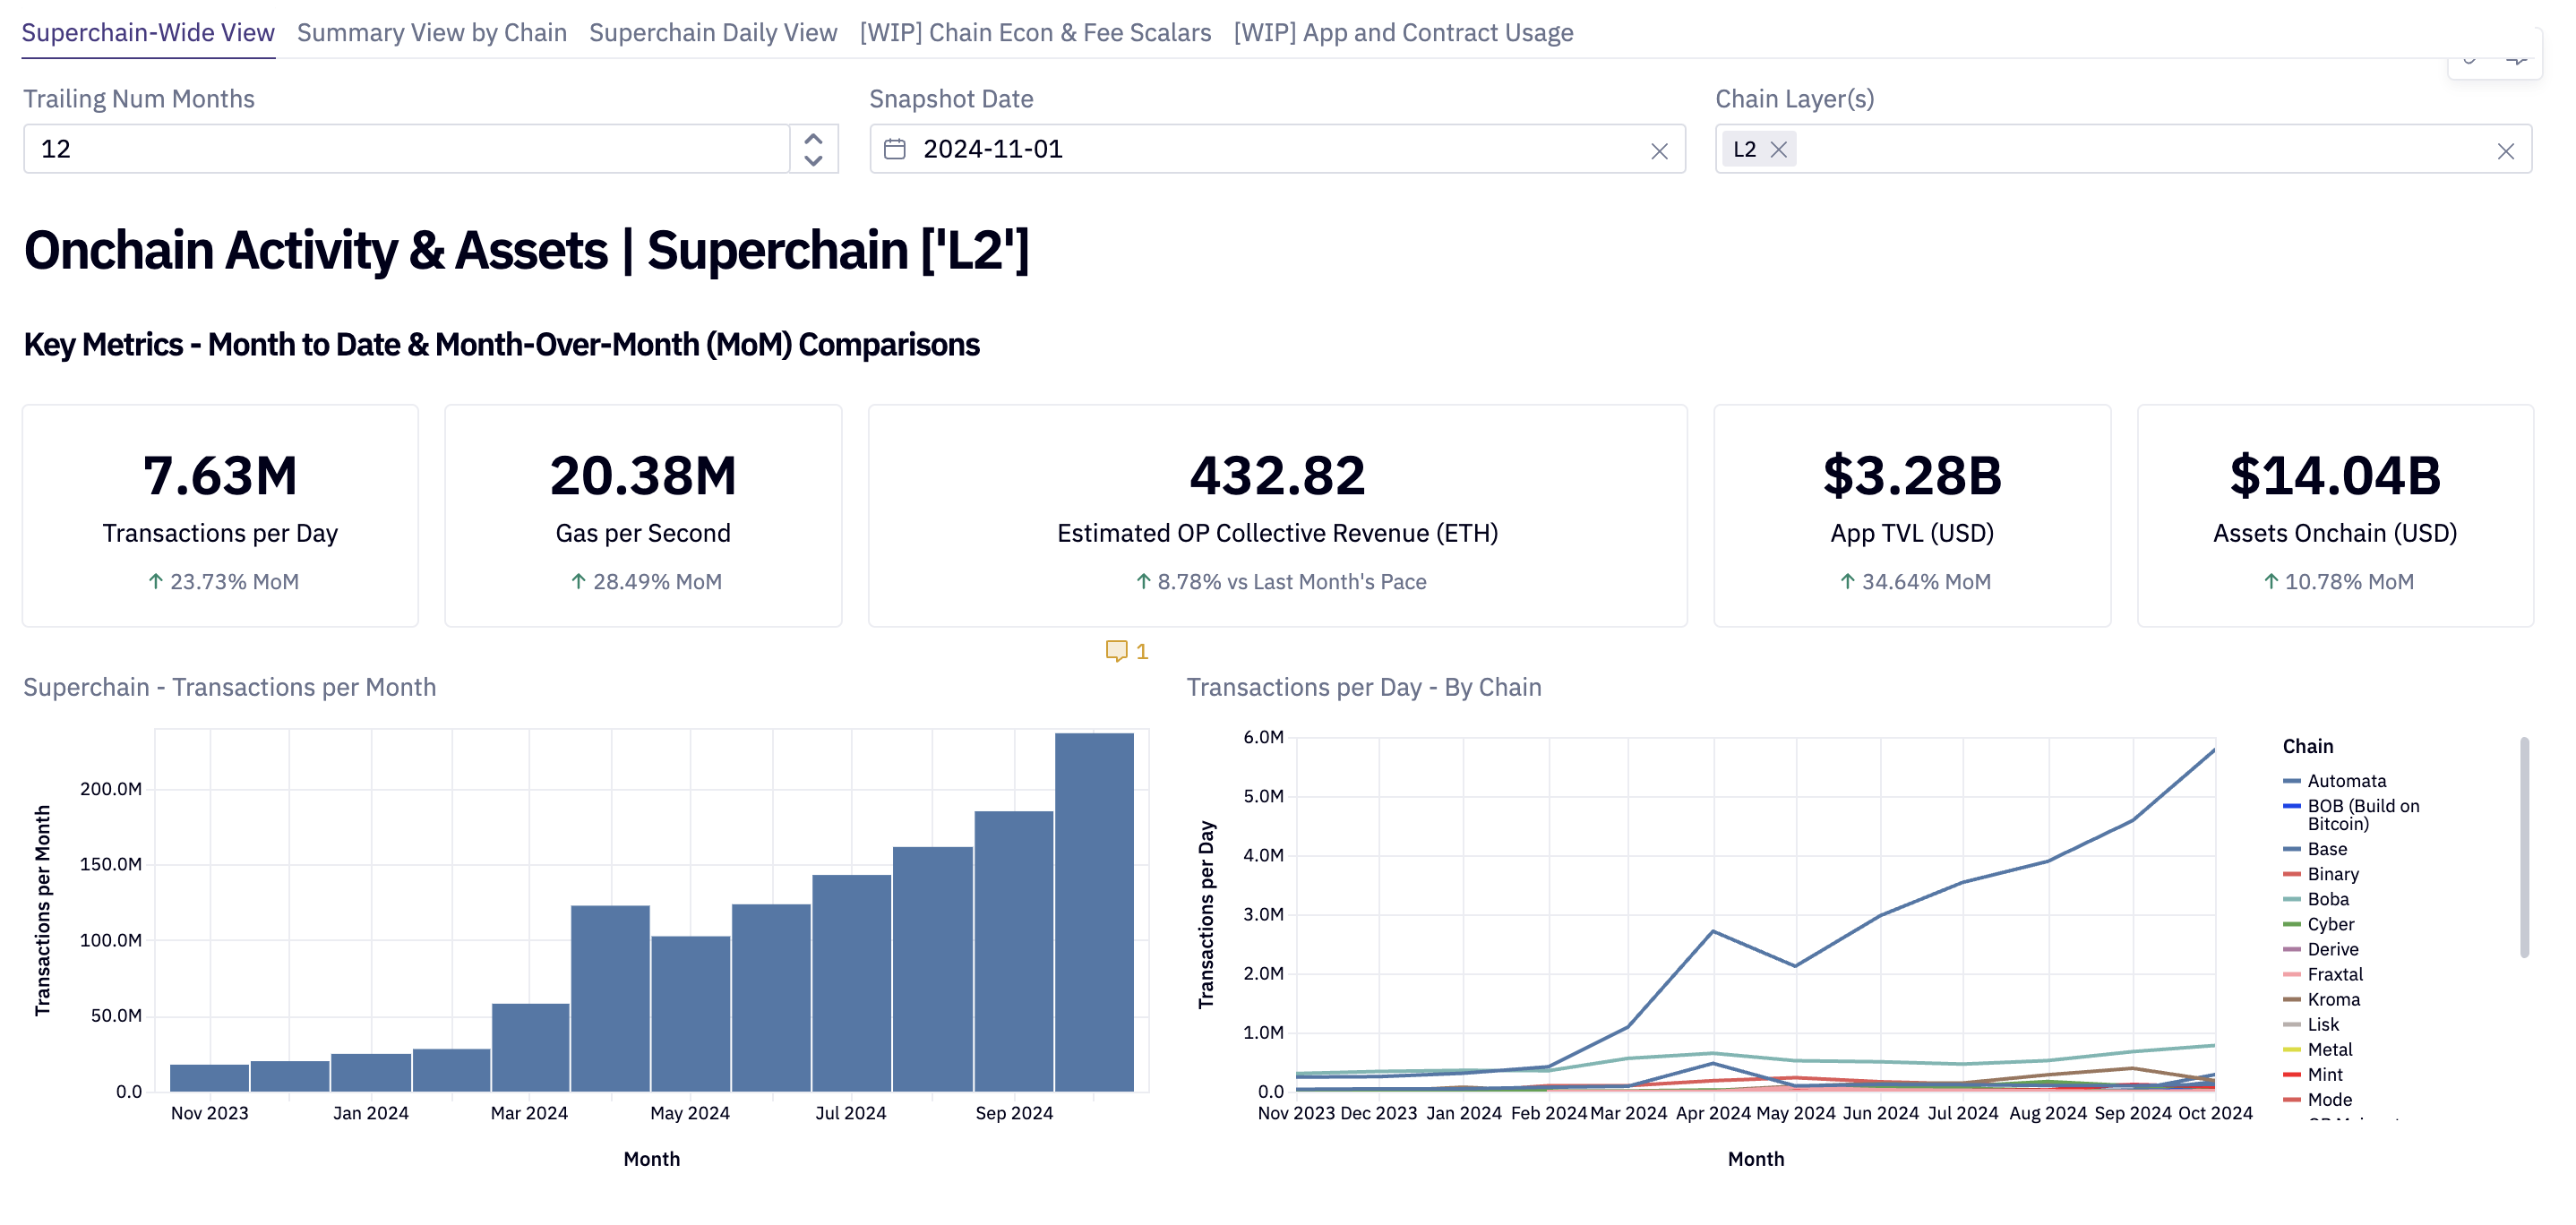 Superchain-Wide View Summary View by Chain Superchain Daily View [WIP] Chain Econ & Fee Scalars [WIP] App and Contract Usage
Trailing Num Months
12
Snapshot Date
2024-11-01
Chain Layer(s)
L2
Onchain Activity & Assets | Superchain ['L2']
Key Metrics - Month to Date & Month-Over-Month (MoM) Comparisons
7.63M
Transactions per Day
↑ 23.73% MoM
20.38M
Gas per Second
↑ 28.49% MoM
432.82
Estimated OP Collective Revenue (ETH)
↑ 8.78% vs Last Month's Pace
$3.28B
App TVL (USD)
↑ 34.64% MoM
$14.04B
Assets Onchain (USD)
↑ 10.78% MoM
1
Superchain - Transactions per Month
Transactions per Month
200.0M
150.0M
100.0M
50.0M
0.0
Nov 2023 Jan 2024 Mar 2024 May 2024 Jul 2024 Sep 2024
Month
Transactions per Day - By Chain
Transactions per Day
6.0M
5.0M
4.0M
3.0M
2.0M
1.0M
0.0
Nov 2023 Dec 2023 Jan 2024 Feb 2024 Mar 2024 Apr 2024 May 2024 Jun 2024 Jul 2024 Aug 2024 Sep 2024 Oct 2024
Month
Chain
Automata
BOB (Build on
Bitcoin)
Base
Binary
Boba
Cyber
Derive
Fraxtal
Kroma
Lisk
Metal
Mint
Mode